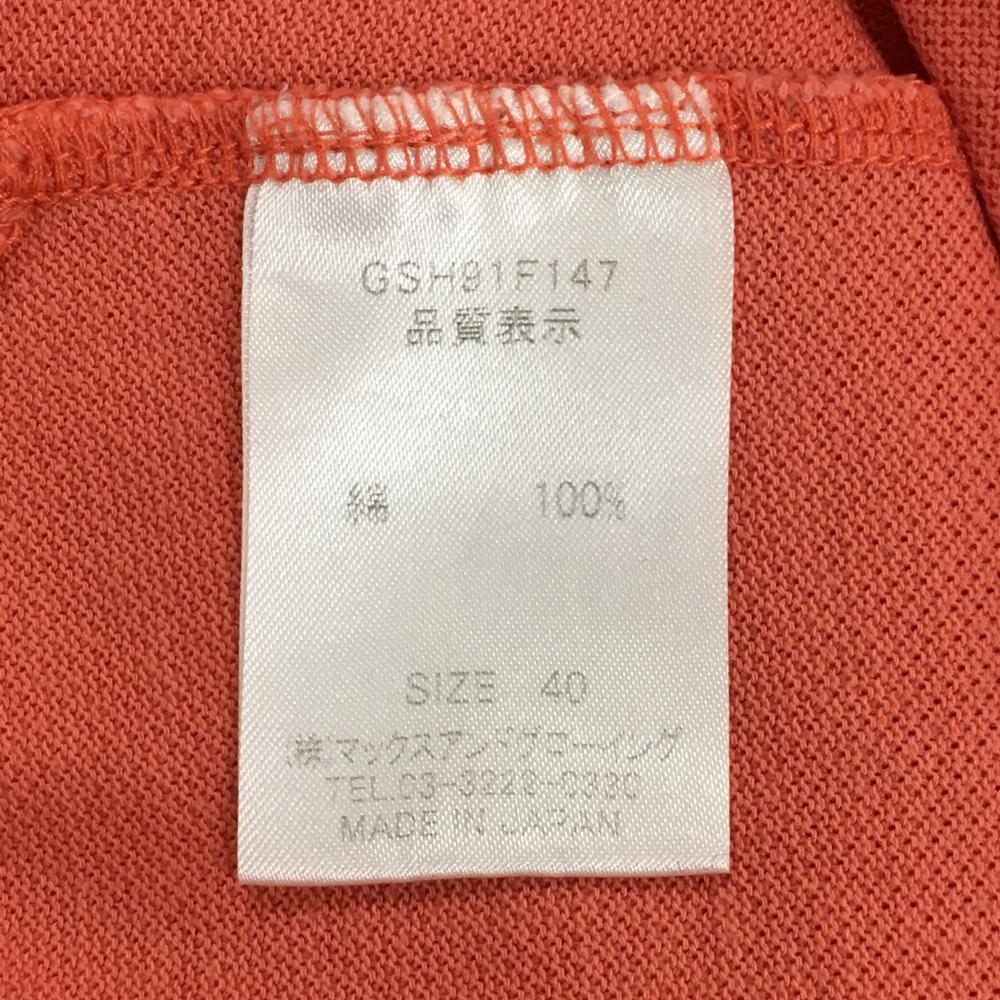 GSH91F147
品質表示
綿 100%
SIZE 40
(株)マックスアンドグローイング
TEL.03-3222-0330
MADE IN JAPAN